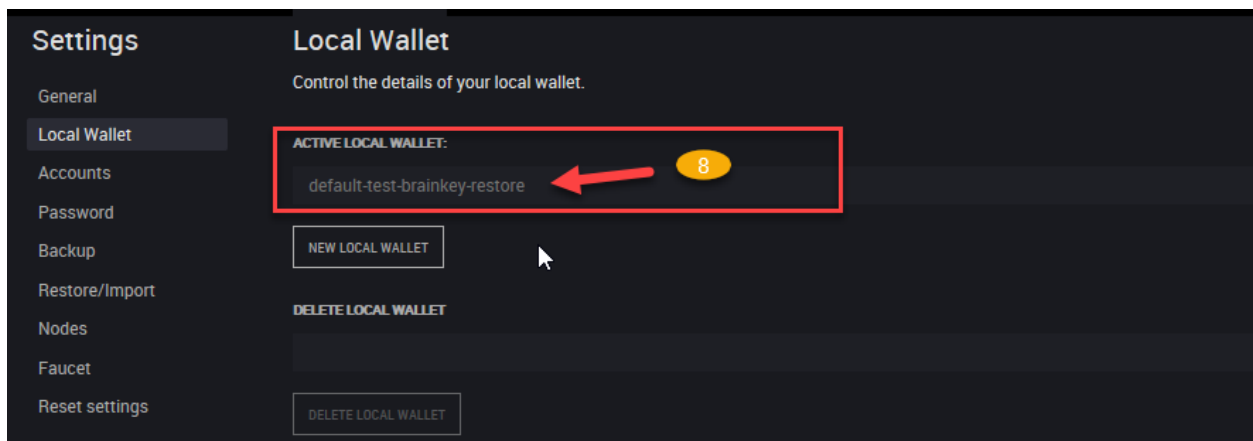 Settings
General
Local Wallet
Accounts
Password
Backup
Restore/Import
Nodes
Faucet
Reset settings
Local Wallet
Control the details of your local wallet.
ACTIVE LOCAL WALLET:
default-test-brainkey-restore
8
NEW LOCAL WALLET
DELETE LOCAL WALLET
DELETE LOCAL WALLET